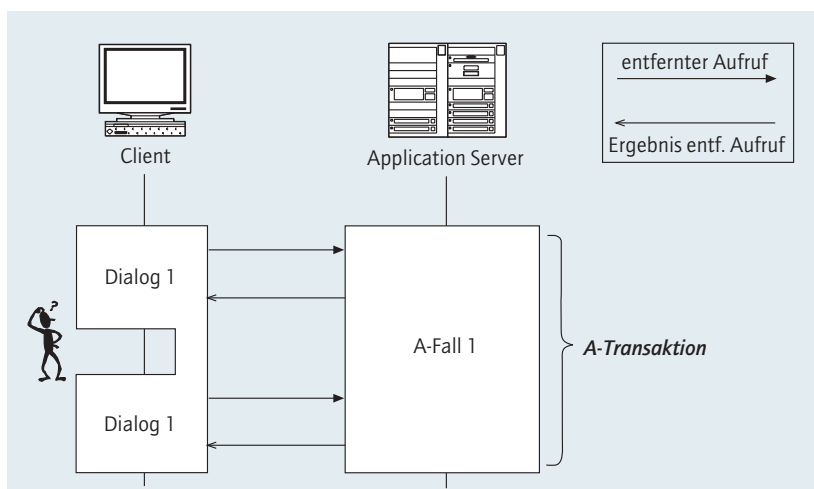 Client
Application Server
entfernter Aufruf
Ergebnis entf. Aufruf
Dialog 1
?
A-Fall 1
A-Transaktion
Dialog 1